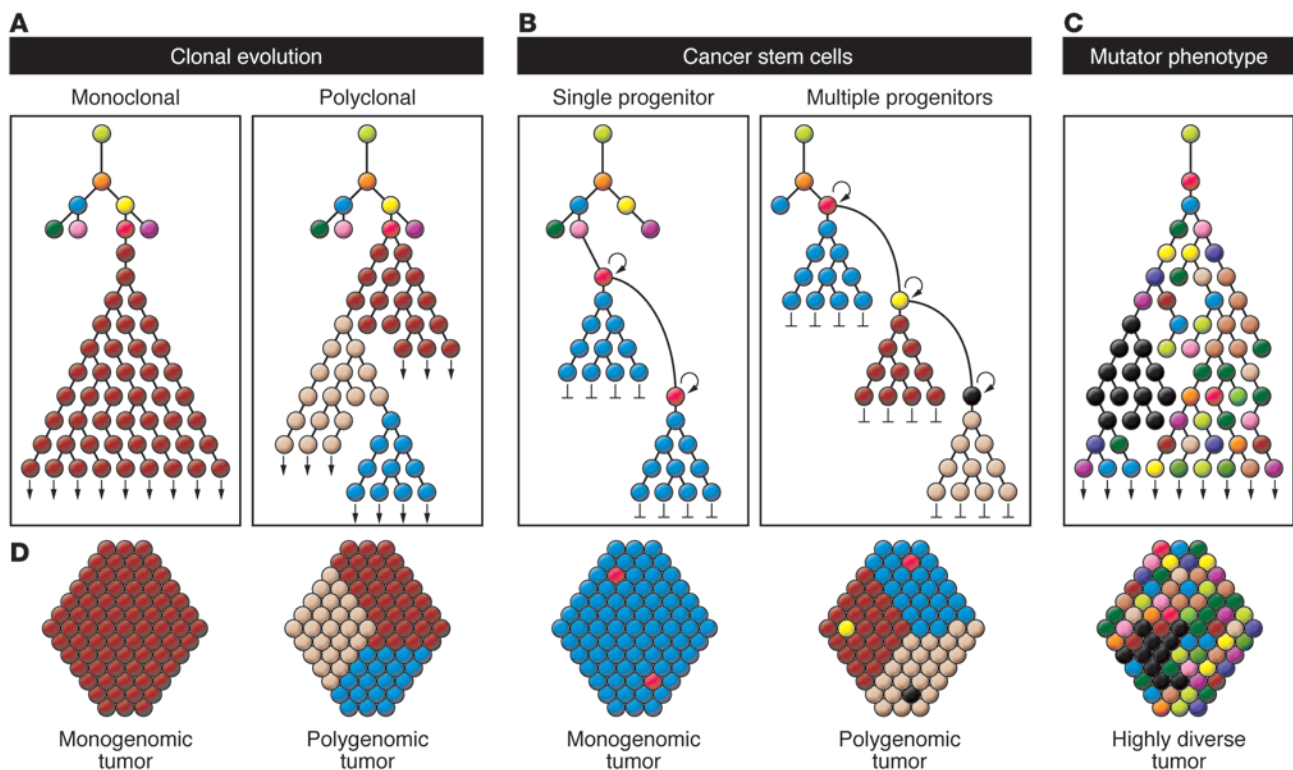 A
B
C
Clonal evolution
Cancer stem cells
Mutator phenotype
Monoclonal
Polyclonal
Single progenitor
Multiple progenitors
D
Monogenomic
tumor
Polygenomic
tumor
Monogenomic
tumor
Polygenomic
tumor
Highly diverse
tumor